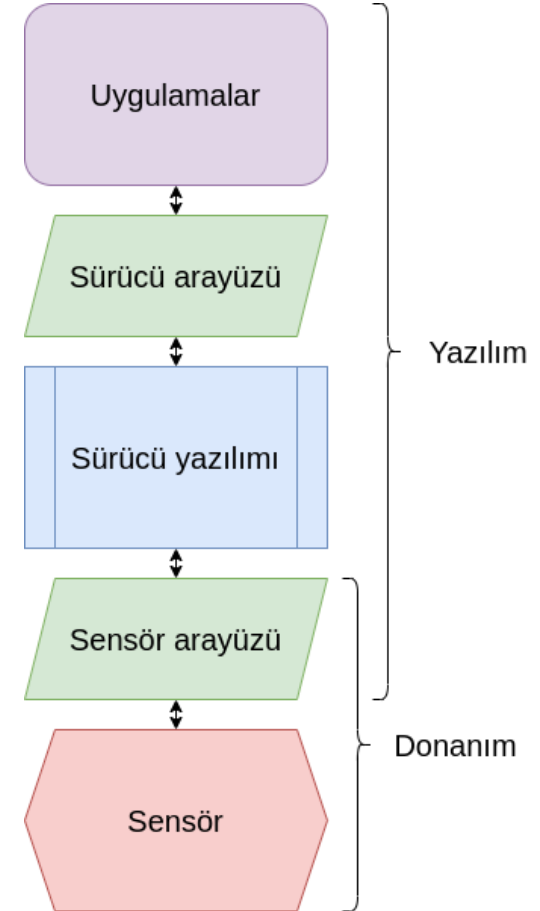 Uygulamalar
Sürücü arayüzü
Yazılım
Sürücü yazılımı
Sensör arayüzü
Donanım
Sensör